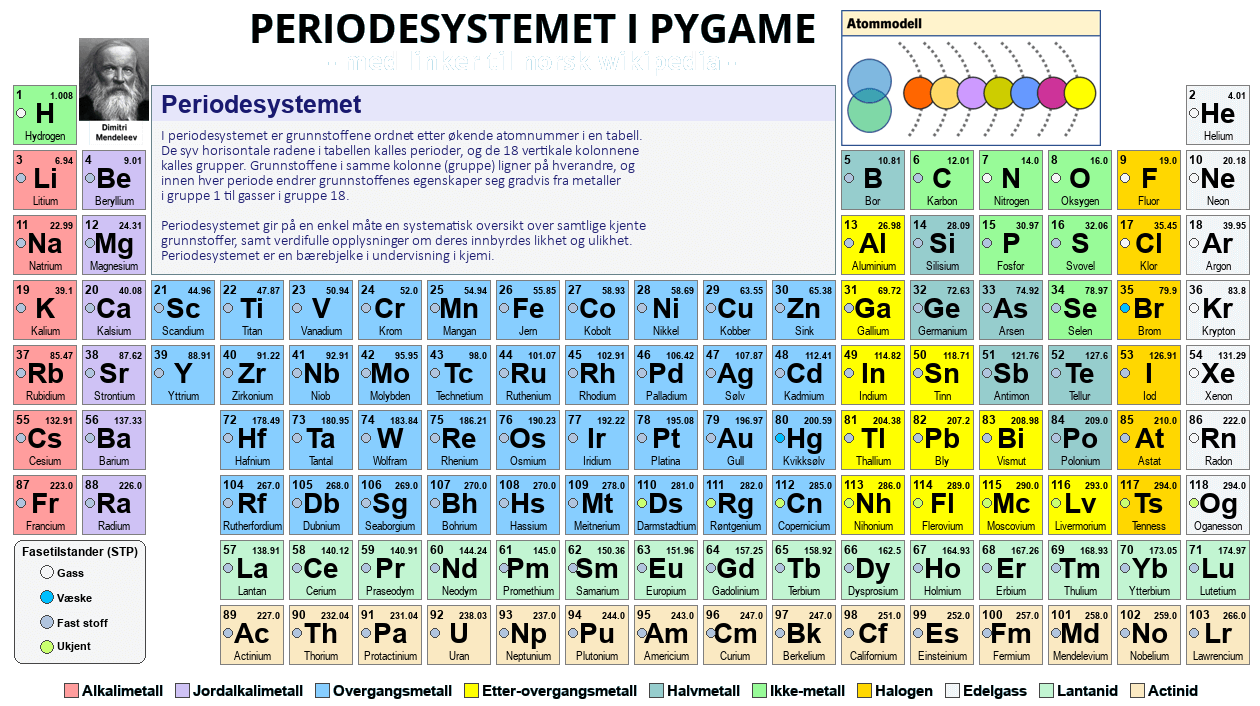 PERIODESYSTEMET I PYGAME
- med linker til norsk wikipedia -
Atommodell
Dimitri
Mendeleev
Periodesystemet
I periodesystemet er grunnstoffene ordnet etter økende atomnummer i en tabell.
De syv horisontale radene i tabellen kalles perioder, og de 18 vertikale kolonnene
kalles grupper. Grunnstoffene i samme kolonne (gruppe) ligner på hverandre, og
innen hver periode endrer grunnstoffenes egenskaper seg gradvis fra metaller
i gruppe 1 til gasser i gruppe 18.
Periodesystemet gir på en enkel måte en systematisk oversikt over samtlige kjente
grunnstoffer, samt verdifulle opplysninger om deres innbyrdes likhet og ulikhet.
Periodesystemet er en bærebjelke i undervisning i kjemi.
1 1.008 2 4.01
H He
Hydrogen Helium
3 6.94 4 9.01 5 10.81 6 12.01 7 14.0 8 16.0 9 19.0 10 20.18
Li Be B C N O F Ne
Litium Beryllium Bor Karbon Nitrogen Oksygen Fluor Neon
11 22.99 12 24.31 13 26.98 14 28.09 15 30.97 16 32.06 17 35.45 18 39.95
Na Mg Al Si P S Cl Ar
Natrium Magnesium Aluminium Silisium Fosfor Svovel Klor Argon
19 39.1 20 40.08 21 44.96 22 47.87 23 50.94 24 52.0 25 54.94 26 55.85 27 58.93 28 58.69 29 63.55 30 65.38 31 69.72 32 72.63 33 74.92 34 78.97 35 79.9 36 83.8
K Ca Sc Ti V Cr Mn Fe Co Ni Cu Zn Ga Ge As Se Br Kr
Kalium Kalsium Scandium Titan Vanadium Krom Mangan Jern Kobolt Nikkel Kobber Sink Gallium Germanium Arsen Selen Brom Krypton
37 85.47 38 87.62 39 88.91 40 91.22 41 92.91 42 95.95 43 98.0 44 101.07 45 102.91 46 106.42 47 107.87 48 112.41 49 114.82 50 118.71 51 121.76 52 127.6 53 126.91 54 131.29
Rb Sr Y Zr Nb Mo Tc Ru Rh Pd Ag Cd In Sn Sb Te I Xe
Rubidium Strontium Yttrium Zirkonium Niob Molybden Technetium Ruthenium Rhodium Palladium Sølv Kadmium Indium Tinn Antimon Tellur Iod Xenon
55 132.91 56 137.33 72 178.49 73 180.95 74 183.84 75 186.21 76 190.23 77 192.22 78 195.08 79 196.97 80 200.59 81 204.38 82 207.2 83 208.98 84 209.0 85 210.0 86 222.0
Cs Ba Hf Ta W Re Os Ir Pt Au Hg Tl Pb Bi Po At Rn
Cesium Barium Hafnium Tantal Wolfram Rhenium Osmium Iridium Platina Gull Kvikksølv Thallium Bly Vismut Polonium Astat Radon
87 223.0 88 226.0 104 267.0 105 268.0 106 269.0 107 270.0 108 270.0 109 278.0 110 281.0 111 282.0 112 285.0 113 286.0 114 289.0 115 290.0 116 293.0 117 294.0 118 294.0
Fr Ra Rf Db Sg Bh Hs Mt Ds Rg Cn Nh Fl Mc Lv Ts Og
Francium Radium Rutherfordium Dubnium Seaborgium Bohrium Hassium Meitnerium Darmstadtium Røntgenium Copernicium Nihonium Flerovium Moscovium Livermorium Tenness Oganesson
57 138.91 58 140.12 59 140.91 60 144.24 61 145.0 62 150.36 63 151.96 64 157.25 65 158.92 66 162.5 67 164.93 68 167.26 69 168.93 70 173.05 71 174.97
La Ce Pr Nd Pm Sm Eu Gd Tb Dy Ho Er Tm Yb Lu
Lantan Cerium Praseodym Neodym Promethium Samarium Europium Gadolinium Terbium Dysprosium Holmium Erbium Thulium Ytterbium Lutetium
89 227.0 90 232.04 91 231.04 92 238.03 93 237.0 94 244.0 95 243.0 96 247.0 97 247.0 98 251.0 99 252.0 100 257.0 101 258.0 102 259.0 103 266.0
Ac Th Pa U Np Pu Am Cm Bk Cf Es Fm Md No Lr
Actinium Thorium Protactinium Uran Neptunium Plutonium Americium Curium Berkelium Californium Einsteinium Fermium Mendelevium Nobelium Lawrencium
Fasetilstander (STP)
Gass
Væske
Fast stoff
Ukjent
Alkalimetall Jordalkalimetall Overgangsmetall Etter-overgangsmetall Halvmetall Ikke-metall Halogen Edelgass Lantanid Actinid